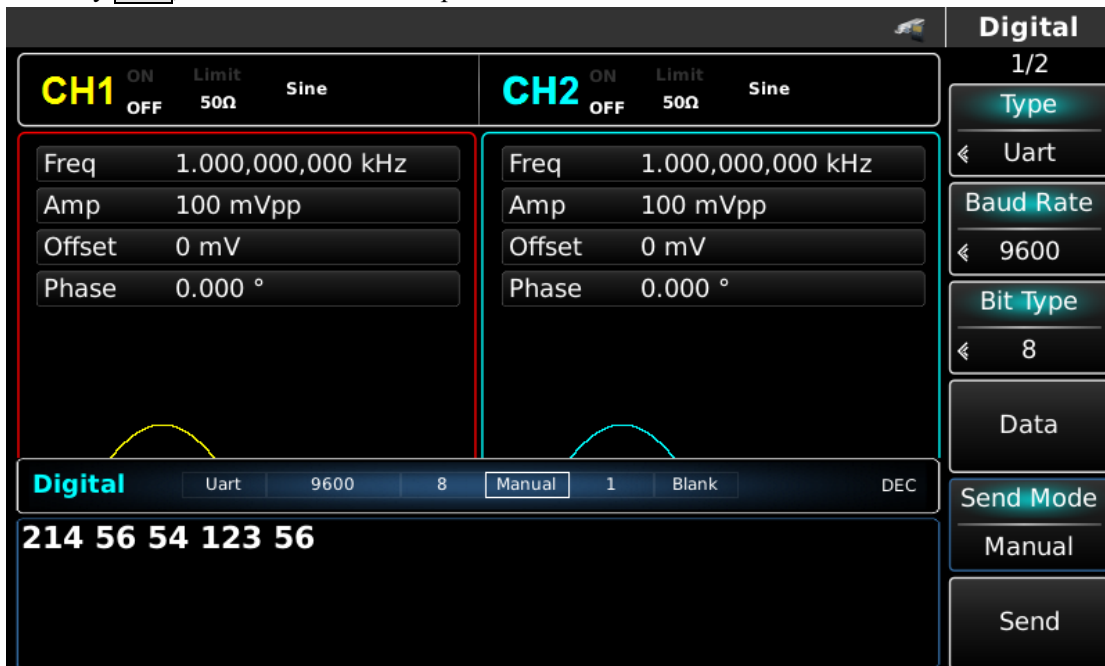 Digital
1/2
CH1 ON OFF Limit 50Ω Sine
CH2 ON OFF Limit 50Ω Sine
Type
Uart
Freq 1.000,000,000 kHz
Amp 100 mVpp
Offset 0 mV
Phase 0.000 °
Freq 1.000,000,000 kHz
Amp 100 mVpp
Offset 0 mV
Phase 0.000 °
Baud Rate
9600
Bit Type
8
Data
Digital Uart 9600 8 Manual 1 Blank DEC
214 56 54 123 56
Send Mode
Manual
Send